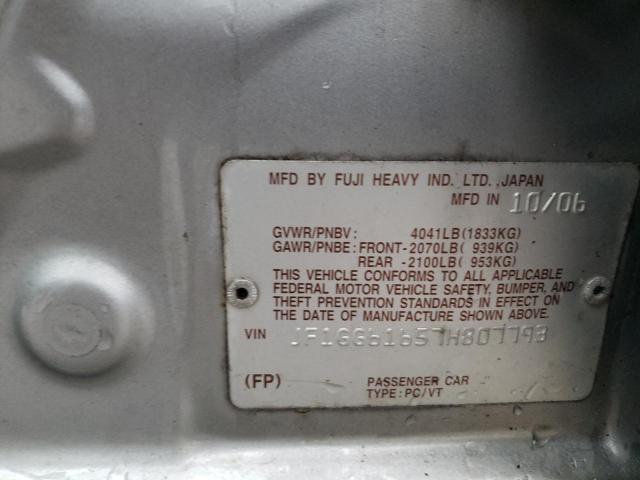 MFD BY FUJI HEAVY IND. LTD.,JAPAN
MFD IN 10/06
GVWR/PNBV: 4041LB(1833KG)
GAWR/PNBE: FRONT-2070LB( 939KG)
REAR -2100LB( 953KG)
THIS VEHICLE CONFORMS TO ALL APPLICABLE
FEDERAL MOTOR VEHICLE SAFETY, BUMPER, AND
THEFT PREVENTION STANDARDS IN EFFECT ON
THE DATE OF MANUFACTURE SHOWN ABOVE.
VIN JF1GG61657H807793
(FP) PASSENGER CAR
TYPE: PC/VT